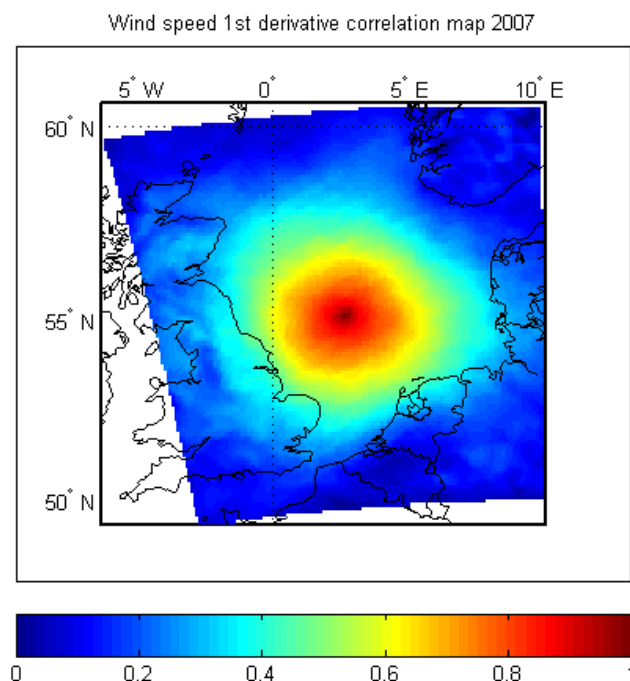 Wind speed 1st derivative correlation map 2007
5° W 0° 5° E 10° E
60° N
55° N
50° N
0 0.2 0.4 0.6 0.8 1